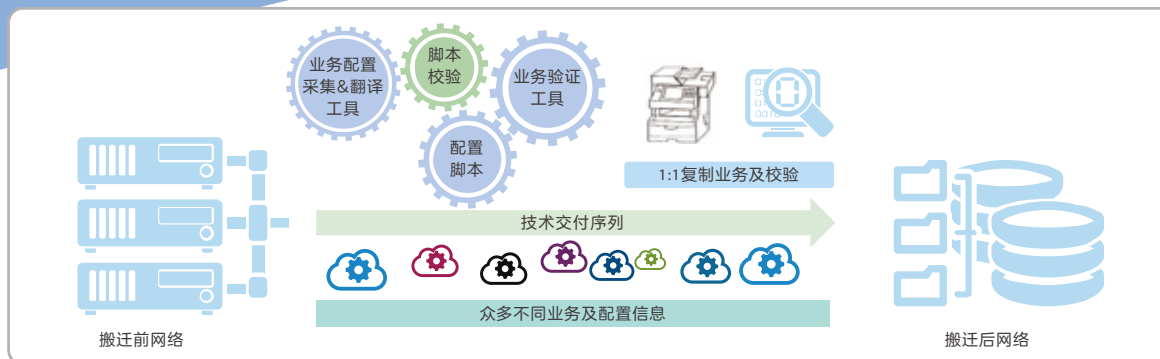 业务配置
采集&翻译
工具
脚本
校验
业务验证
工具
配置
脚本
1:1复制业务及校验
技术交付序列
众多不同业务及配置信息
搬迁前网络
搬迁后网络